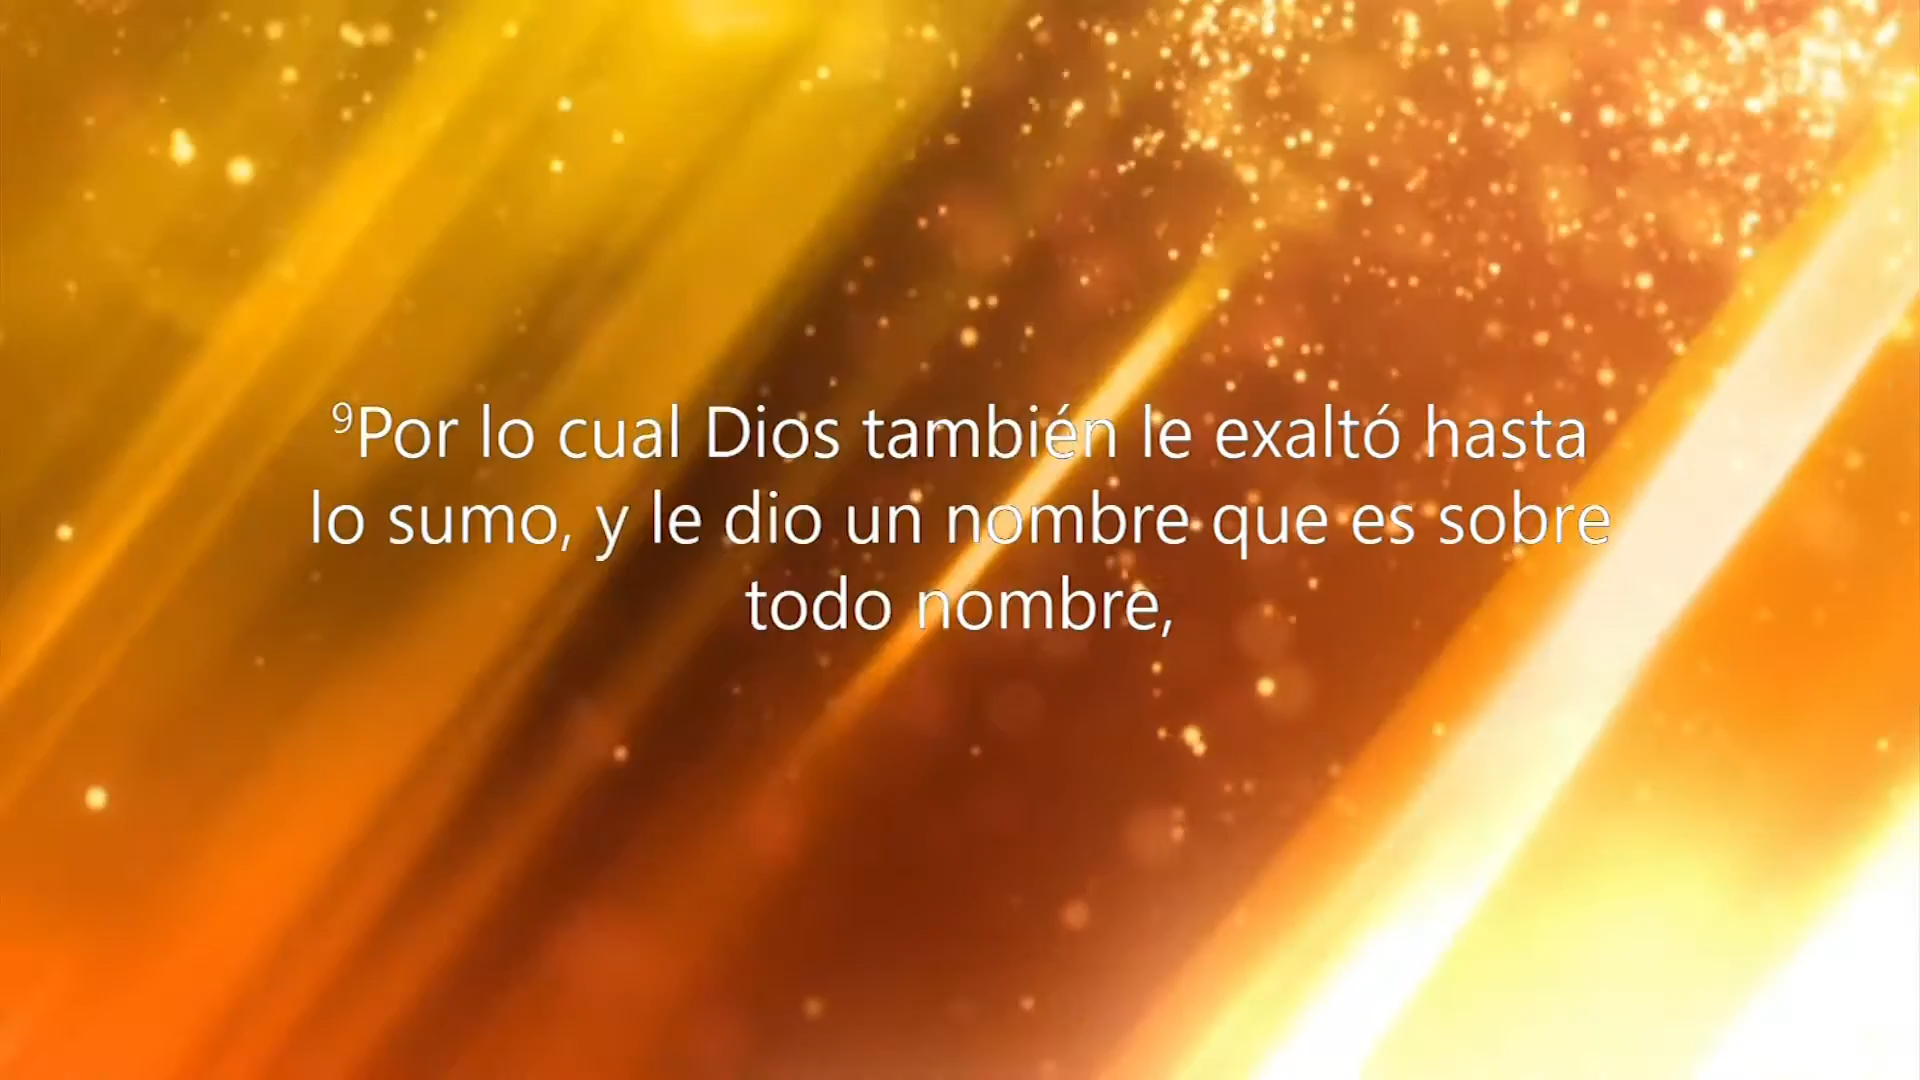 ⁹Por lo cual Dios también le exaltó hasta
lo sumo, y le dio un nombre que es sobre
todo nombre,